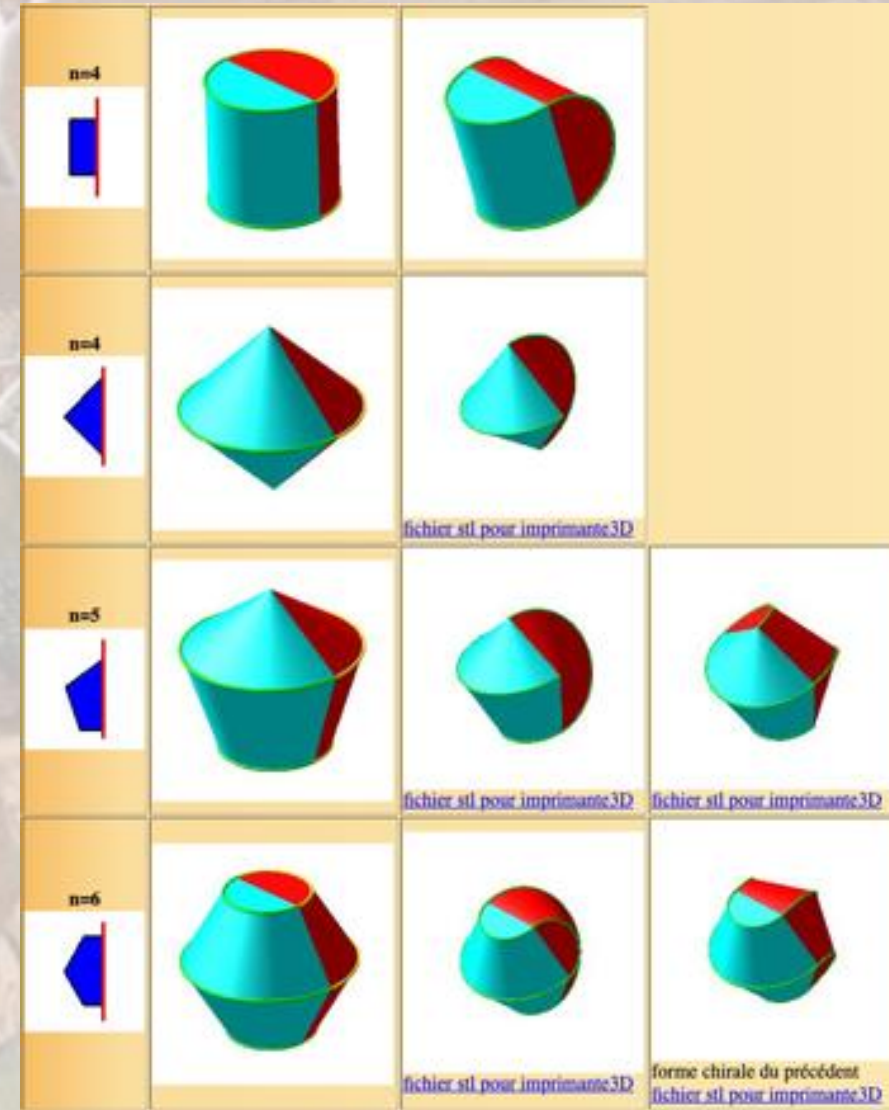 n=4
n=4
fichier stl pour imprimante3D
n=5
fichier stl pour imprimante3D
fichier stl pour imprimante3D
n=6
fichier stl pour imprimante3D
forme chirale du précédent
fichier stl pour imprimante3D